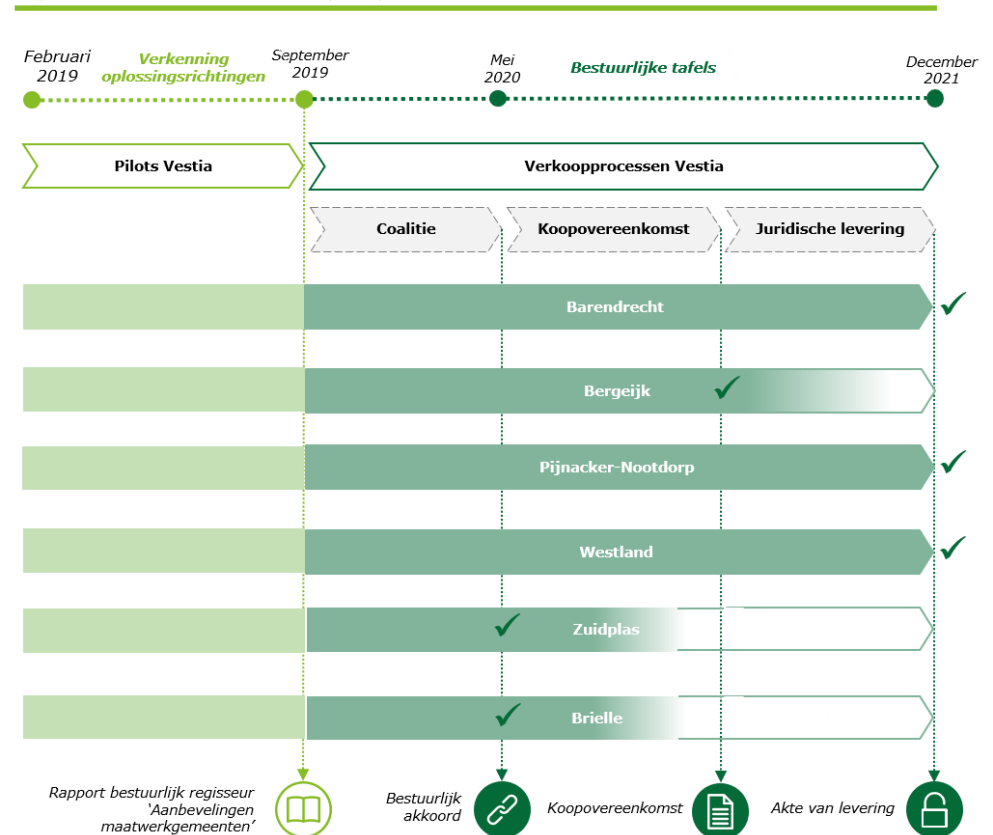 Februari
2019
Verkenning
oplossingsrichtingen
September
2019
Mei
2020
Bestuurlijke tafels
December
2021
Pilots Vestia
Verkoopprocessen Vestia
Coalitie
Koopovereenkomst
Juridische levering
Barendrecht
Bergeijk
Pijnacker-Nootdorp
Westland
Zuidplas
Brielle
Rapport bestuurlijk regisseur
‘Aanbevelingen
maatwerkgemeenten’
Bestuurlijk
akkoord
Koopovereenkomst
Akte van levering